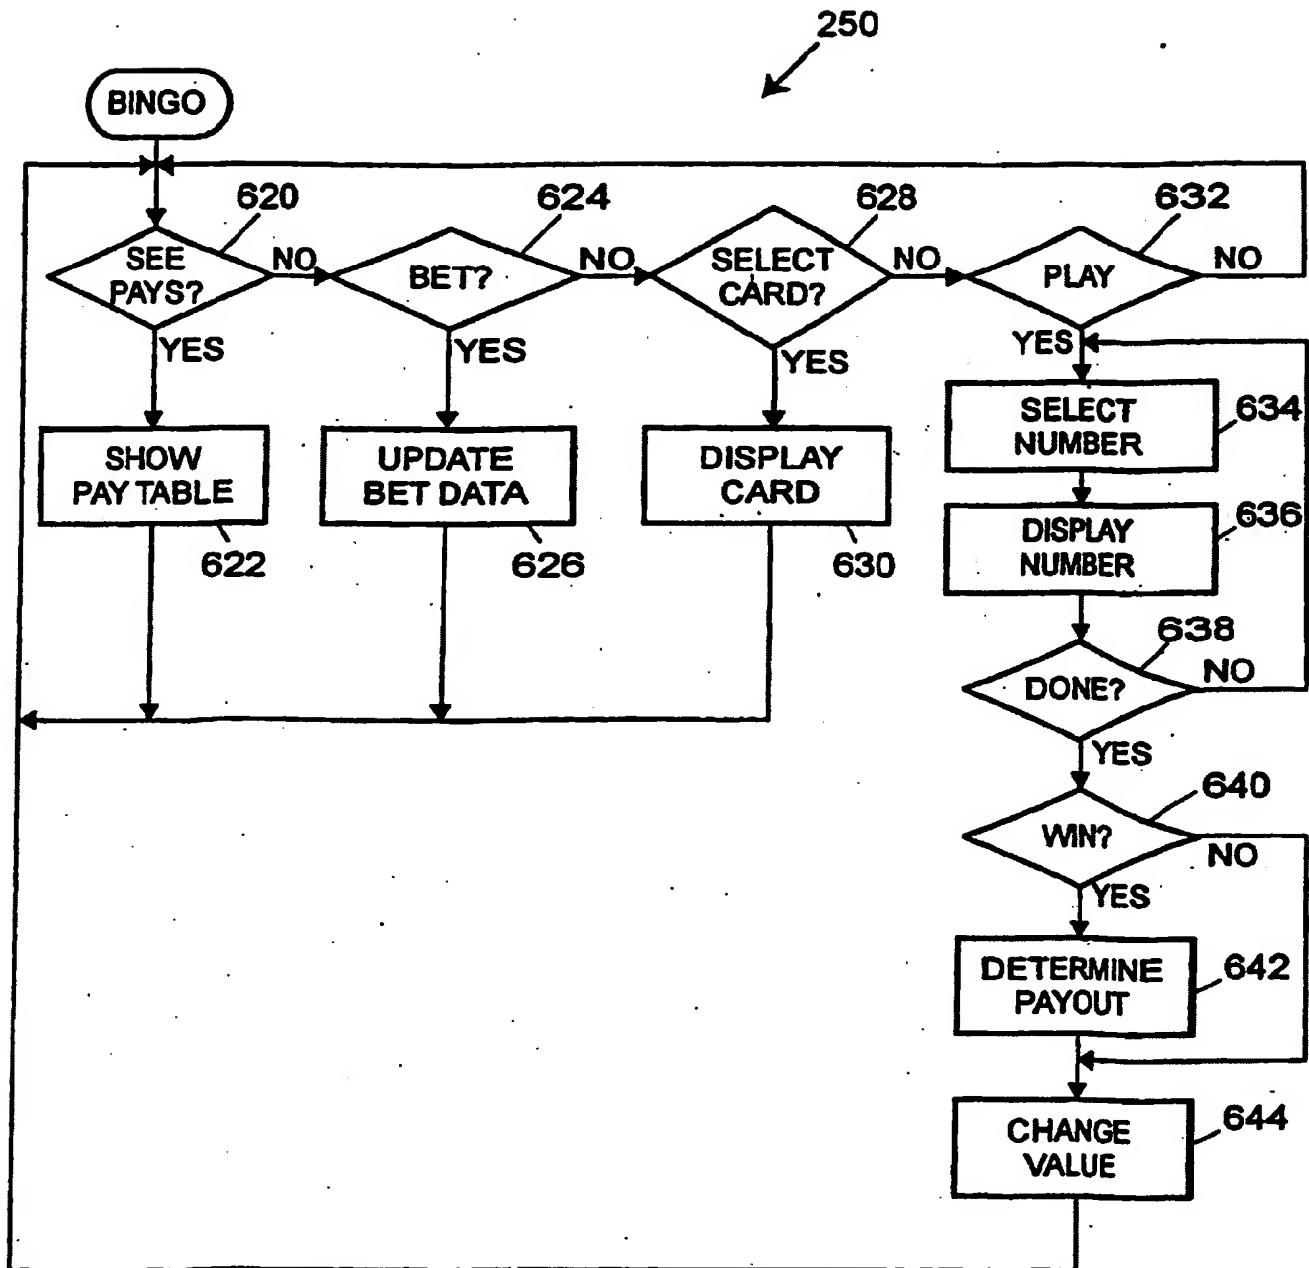 250
BINGO
620
624
628
632
SEE
PAYS?
NO
BET?
NO
SELECT
CARD?
NO
PLAY
NO
YES
YES
YES
YES
SHOW
PAY TABLE
622
UPDATE
BET DATA
626
DISPLAY
CARD
630
SELECT
NUMBER
634
DISPLAY
NUMBER
636
638
DONE?
NO
YES
640
WIN?
NO
YES
DETERMINE
PAYOUT
642
CHANGE
VALUE
644